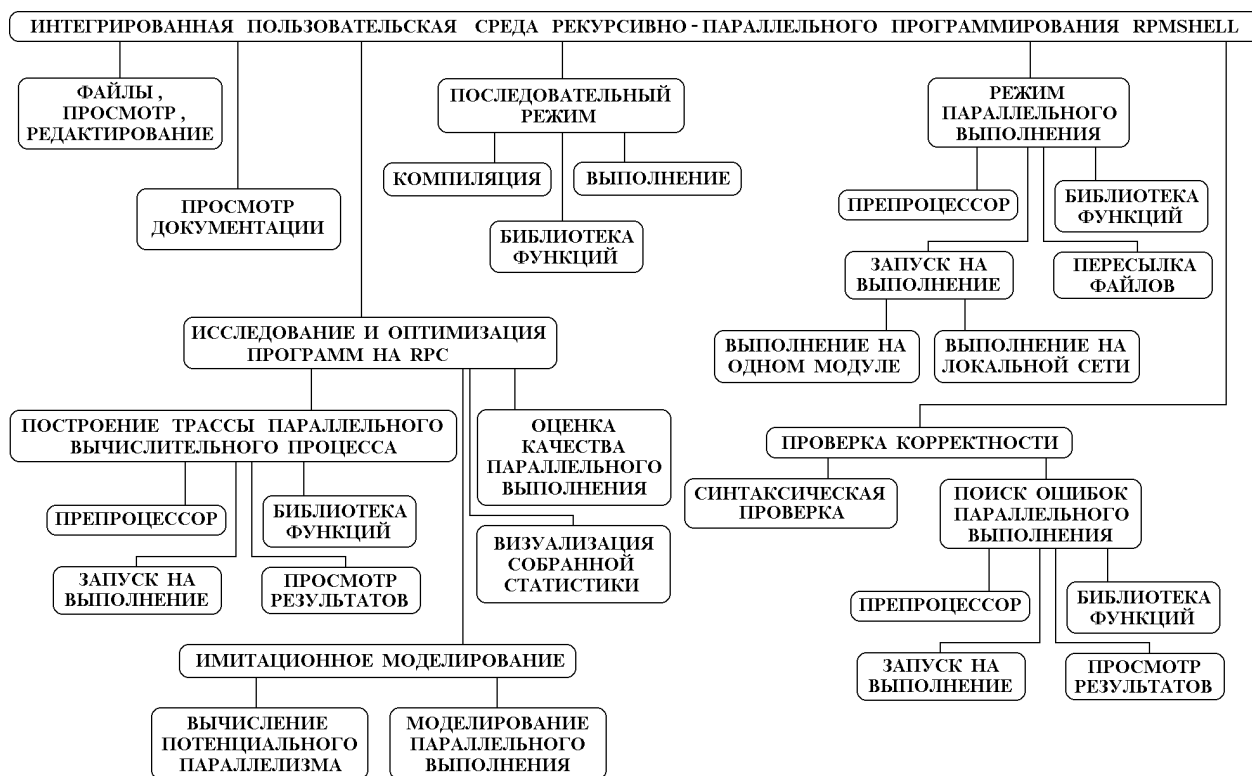 ИНТЕГРИРОВАННАЯ ПОЛЬЗОВАТЕЛЬСКАЯ СРЕДА РЕКУРСИВНО-ПАРАЛЛЕЛЬНОГО ПРОГРАММИРОВАНИЯ RPMSHELL
ФАЙЛЫ,
ПРОСМОТР,
РЕДАКТИРОВАНИЕ
ПРОСМОТР
ДОКУМЕНТАЦИИ
ПОСЛЕДОВАТЕЛЬНЫЙ
РЕЖИМ
КОМПИЛЯЦИЯ
ВЫПОЛНЕНИЕ
БИБЛИОТЕКА
ФУНКЦИЙ
РЕЖИМ
ПАРАЛЛЕЛЬНОГО
ВЫПОЛНЕНИЯ
ПРЕПРОЦЕССОР
БИБЛИОТЕКА
ФУНКЦИЙ
ЗАПУСК НА
ВЫПОЛНЕНИЕ
ПЕРЕСЫЛКА
ФАЙЛОВ
ВЫПОЛНЕНИЕ НА
ОДНОМ МОДУЛЕ
ВЫПОЛНЕНИЕ НА
ЛОКАЛЬНОЙ СЕТИ
ИССЛЕДОВАНИЕ И ОПТИМИЗАЦИЯ
ПРОГРАММ НА RPC
ПОСТРОЕНИЕ ТРАССЫ ПАРАЛЛЕЛЬНОГО
ВЫЧИСЛИТЕЛЬНОГО ПРОЦЕССА
ПРЕПРОЦЕССОР
БИБЛИОТЕКА
ФУНКЦИЙ
ЗАПУСК НА
ВЫПОЛНЕНИЕ
ПРОСМОТР
РЕЗУЛЬТАТОВ
ОЦЕНКА
КАЧЕСТВА
ПАРАЛЛЕЛЬНОГО
ВЫПОЛНЕНИЯ
ВИЗУАЛИЗАЦИЯ
СОБРАННОЙ
СТАТИСТИКИ
ИМИТАЦИОННОЕ МОДЕЛИРОВАНИЕ
ВЫЧИСЛЕНИЕ
ПОТЕНЦИАЛЬНОГО
ПАРАЛЛЕЛИЗМА
МОДЕЛИРОВАНИЕ
ПАРАЛЛЕЛЬНОГО
ВЫПОЛНЕНИЯ
ПРОВЕРКА КОРРЕКТНОСТИ
СИНТАКСИЧЕСКАЯ
ПРОВЕРКА
ПОИСК ОШИБОК
ПАРАЛЛЕЛЬНОГО
ВЫПОЛНЕНИЯ
ПРЕПРОЦЕССОР
БИБЛИОТЕКА
ФУНКЦИЙ
ЗАПУСК НА
ВЫПОЛНЕНИЕ
ПРОСМОТР
РЕЗУЛЬТАТОВ